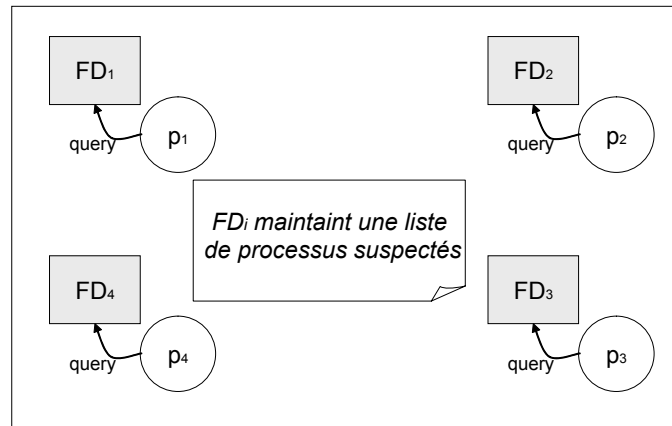 FD1
FD2
query
p1
query
p2
FDi maintaint une liste
de processus suspectés
FD4
FD3
query
p4
query
p3